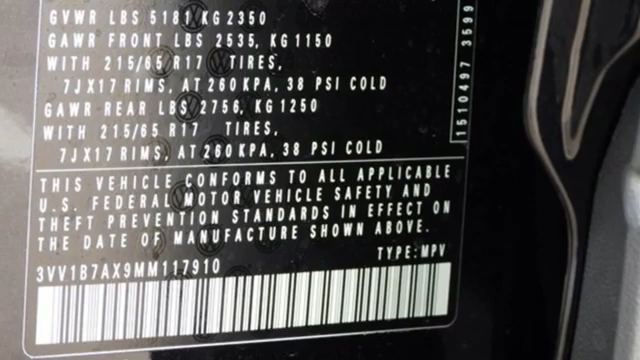 GVWR LBS 5181 KG 2350
GAWR FRONT LBS 2535, KG 1150
WITH 215/65 R17 TIRES,
7JX17 RIMS, AT 260 KPA, 38 PSI COLD
GAWR REAR LBS 2756, KG 1250
WITH 215/65 R17 TIRES,
7JX17 RIMS, AT 260 KPA, 38 PSI COLD
THIS VEHICLE CONFORMS TO ALL APPLICABLE
U.S. FEDERAL MOTOR VEHICLE SAFETY AND
THEFT PREVENTION STANDARDS IN EFFECT ON
THE DATE OF MANUFACTURE SHOWN ABOVE.
3VV1B7AX9MM117910 TYPE: MPV
1510497 3599